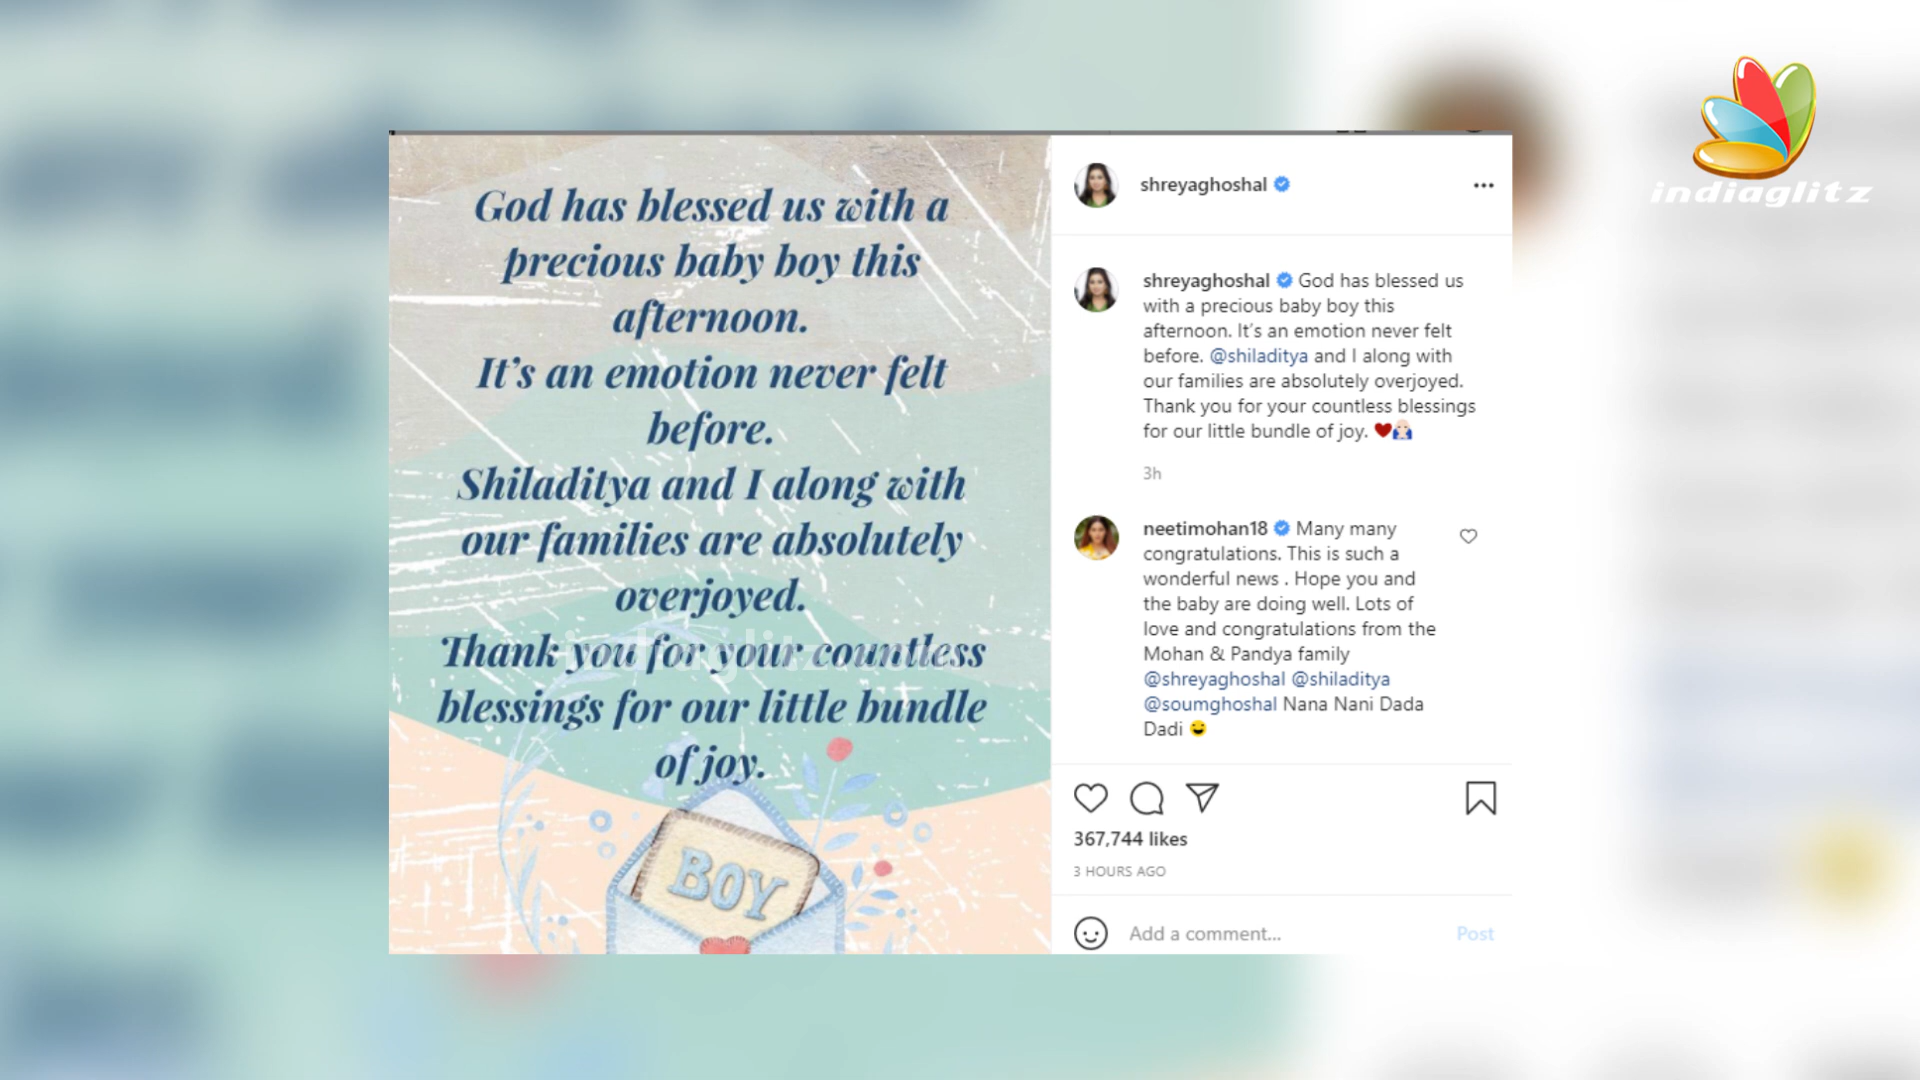 God has blessed us with a
precious baby boy this
afternoon.
It's an emotion never felt
before.
Shiladitya and I along with
our families are absolutely
overjoyed.
Thank you for your countless
blessings for our little bundle
of joy.
BOY
shreyaghoshal
shreyaghoshal God has blessed us
with a precious baby boy this
afternoon. It's an emotion never felt
before. @shiladitya and I along with
our families are absolutely overjoyed.
Thank you for your countless blessings
for our little bundle of joy. ❤️👶
3h
neetimohan18 Many many
congratulations. This is such a
wonderful news . Hope you and
the baby are doing well. Lots of
love and congratulations from the
Mohan & Pandya family
@shreyaghoshal @shiladitya
@soumghoshal Nana Nani Dada
Dadi 😄
367,744 likes
3 HOURS AGO
Add a comment... Post
indiaglitz